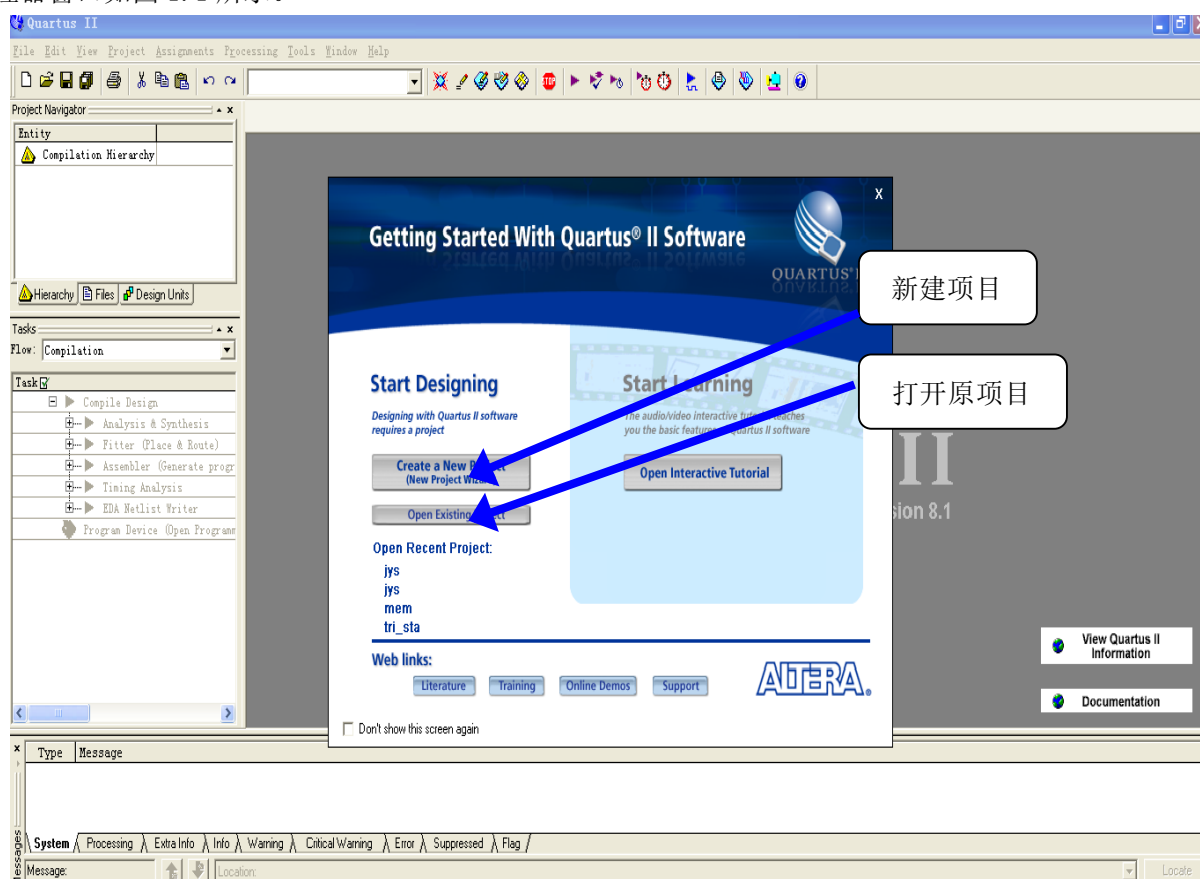 Quartus II
File Edit View Project Assignments Processing Tools Window Help
Project Navigator
Entity
Compilation Hierarchy
Hierarchy Files Design Units
Tasks
Flow: Compilation
Task
Compile Design
Analysis & Synthesis
Fitter (Place & Route)
Assembler (Generate progr
Timing Analysis
EDA Netlist Writer
Program Device (Open Programm
Getting Started With Quartus® II Software
X
QUARTUS®
新建项目
打开原项目
Start Designing
Designing with Quartus II software
requires a project
Create a New
(New Project
Open Existing
Start Learning
The audio/video interactive tutorial teaches
you the basic features Quartus II software
Open Interactive Tutorial
II
sion 8.1
Open Recent Project:
jys
jys
mem
tri_sta
Web links:
Literature Training Online Demos Support
ALTERA®
Don't show this screen again
View Quartus II
Information
Documentation
Type Message
System Processing Extra Info Info Warning Critical Warning Error Suppressed Flag
Messages
Message: Location: Locate